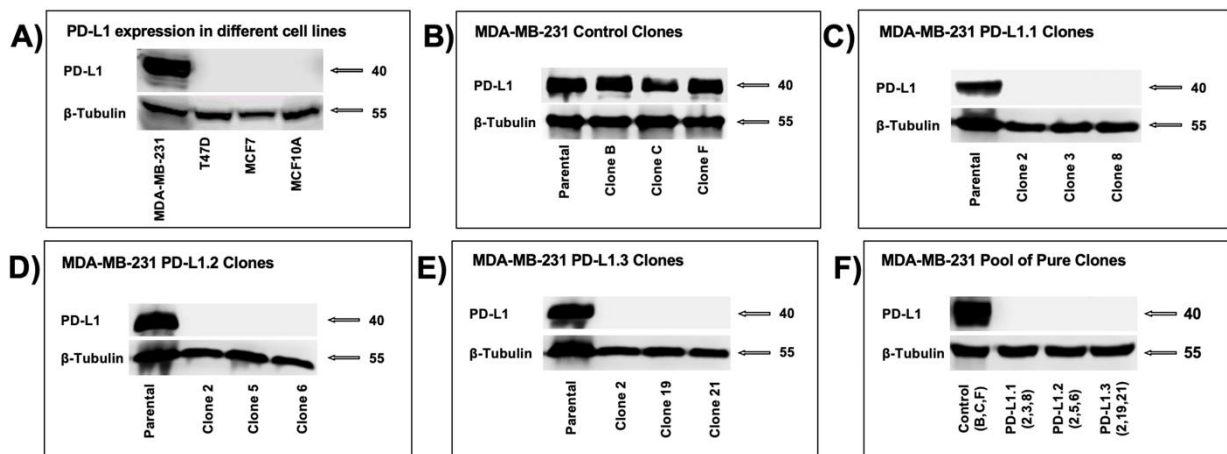 A)
PD-L1 expression in different cell lines
PD-L1
40
β-Tubulin
55
MDA-MB-231
T47D
MCF7
MCF10A
B)
MDA-MB-231 Control Clones
PD-L1
40
β-Tubulin
55
Parental
Clone B
Clone C
Clone F
C)
MDA-MB-231 PD-L1.1 Clones
PD-L1
40
β-Tubulin
55
Parental
Clone 2
Clone 3
Clone 8
D)
MDA-MB-231 PD-L1.2 Clones
PD-L1
40
β-Tubulin
55
Parental
Clone 2
Clone 5
Clone 6
E)
MDA-MB-231 PD-L1.3 Clones
PD-L1
40
β-Tubulin
55
Parental
Clone 2
Clone 19
Clone 21
F)
MDA-MB-231 Pool of Pure Clones
PD-L1
40
β-Tubulin
55
Control
(B,C,F)
PD-L1.1
(2,3,8)
PD-L1.2
(2,5,6)
PD-L1.3
(2,19,21)